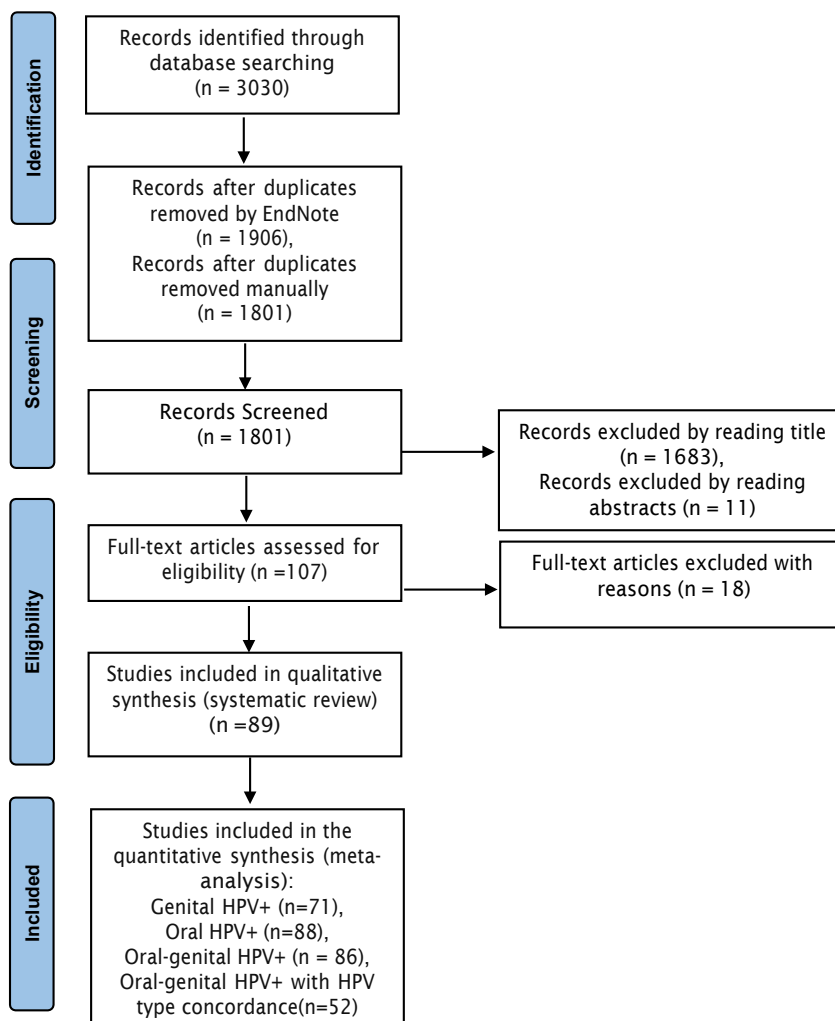 Identification
Records identified through
database searching
(n = 3030)
Records after duplicates
removed by EndNote
(n = 1906),
Records after duplicates
removed manually
(n = 1801)
Screening
Records Screened
(n = 1801)
Records excluded by reading title
(n = 1683),
Records excluded by reading
abstracts (n = 11)
Eligibility
Full-text articles assessed for
eligibility (n =107)
Full-text articles excluded with
reasons (n = 18)
Studies included in qualitative
synthesis (systematic review)
(n =89)
Included
Studies included in the
quantitative synthesis (meta-
analysis):
Genital HPV+ (n=71),
Oral HPV+ (n=88),
Oral-genital HPV+ (n = 86),
Oral-genital HPV+ with HPV
type concordance(n=52)